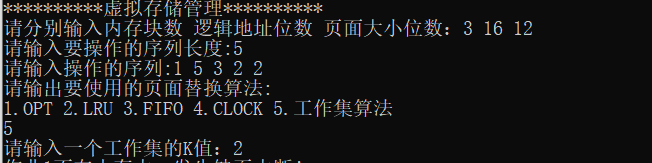 **********虚拟存储管理**********
请分别输入内存块数 逻辑地址位数 页面大小位数：3 16 12
请输入要操作的序列长度:5
请输入操作的序列:1 5 3 2 2
请输出要使用的页面替换算法:
1.OPT 2.LRU 3.FIFO 4.CLOCK 5.工作集算法
5
请输入一个工作集的K值：2